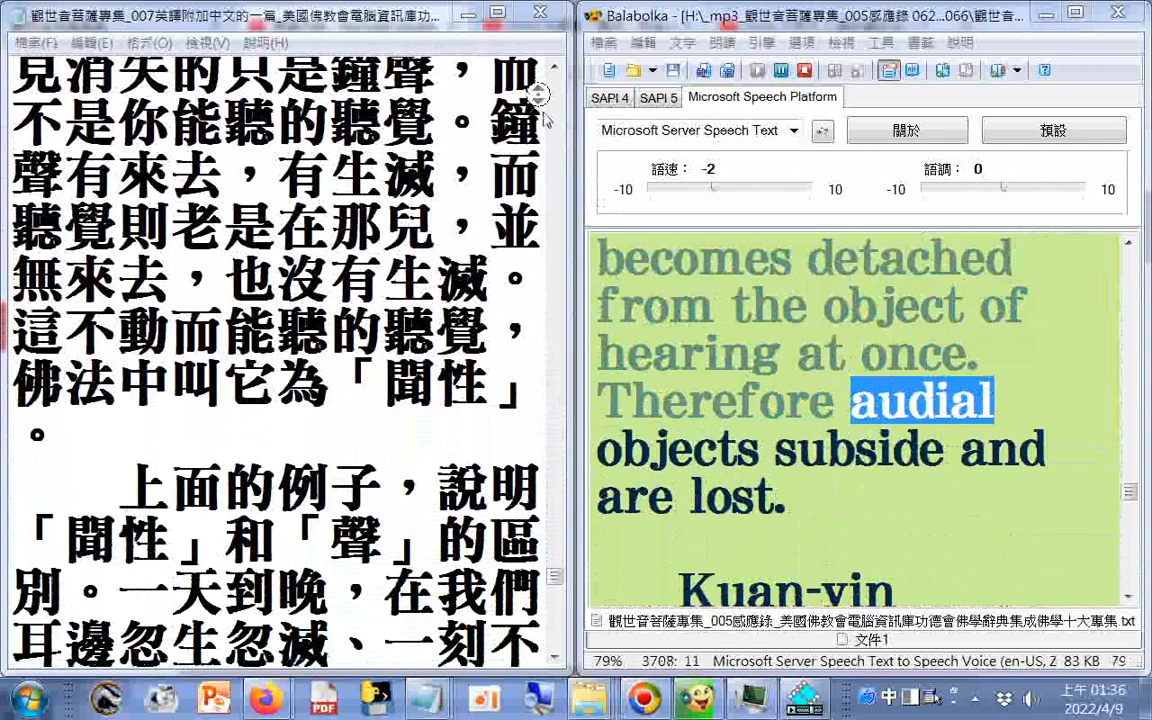 觀世音菩薩專集_007英譯附加中文的一篇_美國佛教會電腦資訊庫功...
檔案(F) 編輯(E) 格式(O) 檢視(V) 說明(H)
見消失的只是鐘聲，而
不是你能聽的聽覺。鐘
聲有來去，有生滅，而
聽覺則老是在那兒，並
無來去，也沒有生滅。
這不動而能聽的聽覺，
佛法中叫它為「聞性」
。
上面的例子，說明
「聞性」和「聲」的區
別。一天到晚，在我們
耳邊忽生忽滅、一刻不
Balabolka - [H:\_mp3_觀世音菩薩專集_005感應錄 062...066\觀世音...
檔案 編輯 文字 朗讀 引擎 選項 檢視 工具 書籤 說明
SAPI 4 SAPI 5 Microsoft Speech Platform
Microsoft Server Speech Text 關於 預設
語速： -2 語調： 0
-10 10 -10 10
becomes detached
from the object of
hearing at once.
Therefore audial
objects subside and
are lost.
Kuan-yin
觀世音菩薩專集_005感應錄_美國佛教會電腦資訊庫功德會佛學辭典集成佛學十大專集 txt
文件1
79% 3708: 11 Microsoft Server Speech Text to Speech Voice (en-US, Z 83 KB 79
中
上午 01:36
2022/4/9